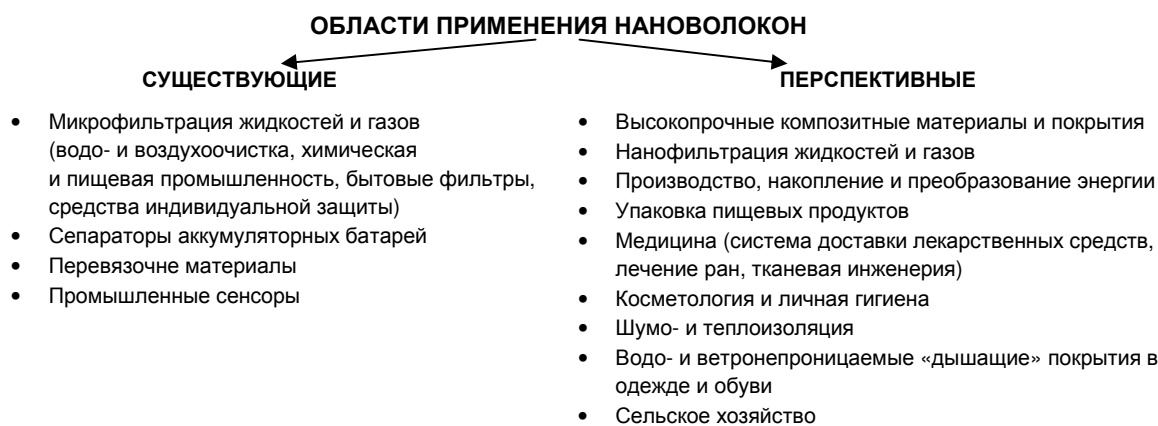 ОБЛАСТИ ПРИМЕНЕНИЯ НАНОВОЛОКОН
СУЩЕСТВУЮЩИЕ
• Микрофильтрация жидкостей и газов
(водо- и воздухоочистка, химическая
и пищевая промышленность, бытовые фильтры,
средства индивидуальной защиты)
• Сепараторы аккумуляторных батарей
• Перевязочне материалы
• Промышленные сенсоры
ПЕРСПЕКТИВНЫЕ
• Высокопрочные композитные материалы и покрытия
• Нанофильтрация жидкостей и газов
• Производство, накопление и преобразование энергии
• Упаковка пищевых продуктов
• Медицина (система доставки лекарственных средств,
лечение ран, тканевая инженерия)
• Косметология и личная гигиена
• Шумо- и теплоизоляция
• Водо- и ветронепроницаемые «дышащие» покрытия в
одежде и обуви
• Сельское хозяйство